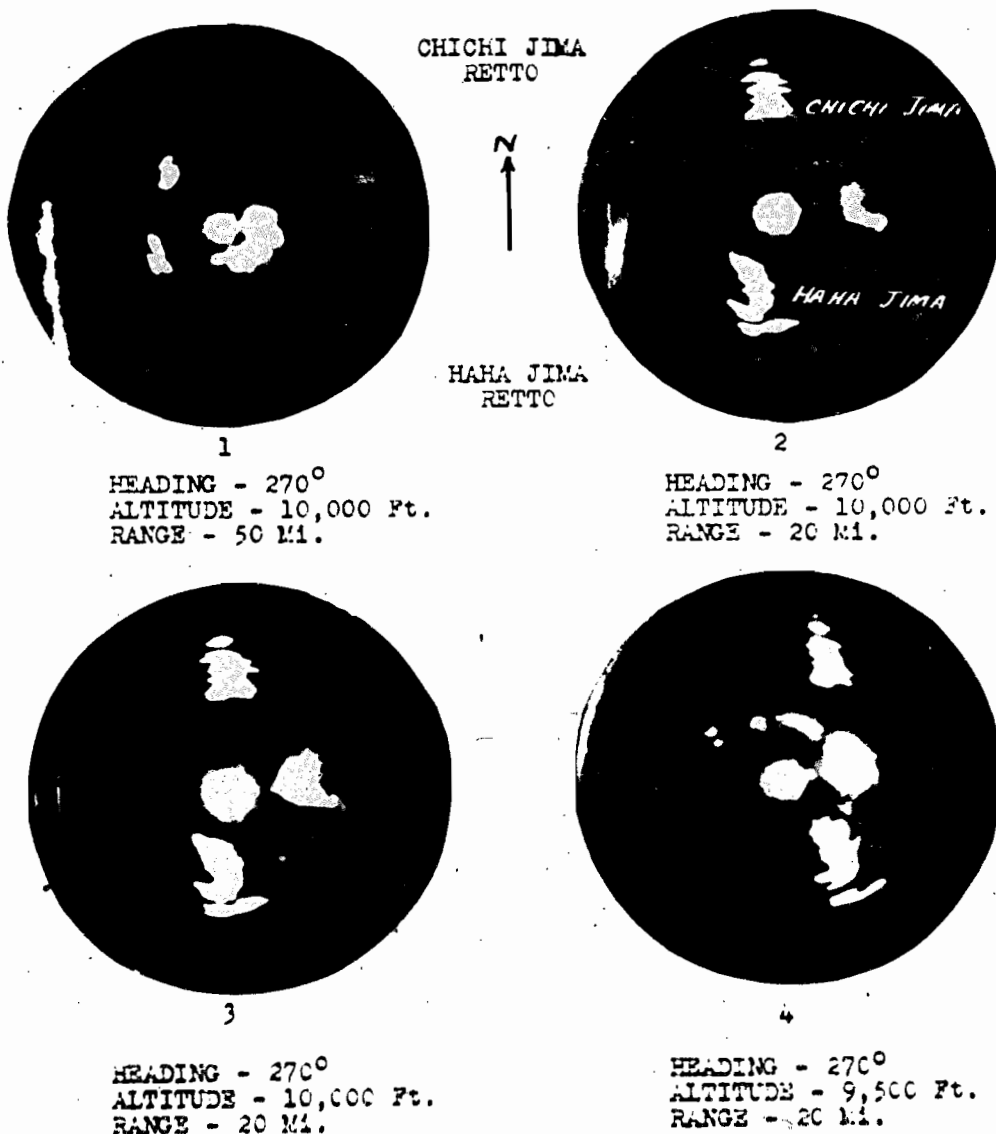 CHICHI JIMA
RETTO
N
CHICHI JIMA
HAHA JIMA
HAHA JIMA
RETTO
1
HEADING - 270°
ALTITUDE - 10,000 Ft.
RANGE - 50 Mi.
2
HEADING - 270°
ALTITUDE - 10,000 Ft.
RANGE - 20 Mi.
3
HEADING - 270°
ALTITUDE - 10,000 Ft.
RANGE - 20 Mi.
4
HEADING - 270°
ALTITUDE - 9,500 Ft.
RANGE - 20 Mi.